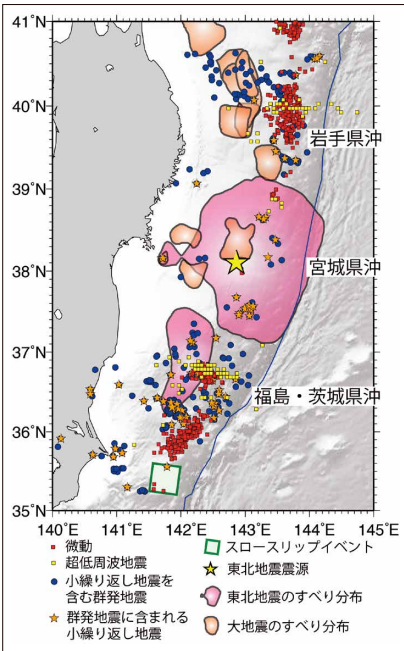 41°N
40°N
岩手県沖
39°N
宮城県沖
38°N
37°N
福島・茨城県沖
36°N
35°N
140°E 141°E 142°E 143°E 144°E 145°E
微動
超低周波地震
小繰り返し地震を
含む群発地震
群発地震に含まれる
小繰り返し地震
スロースリップイベント
東北地震震源
東北地震のすべり分布
大地震のすべり分布